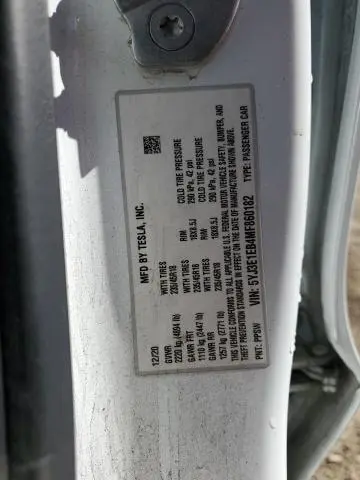 MFD BY TESLA, INC.
12/20
GVWR
2220 kg (4894 lb)
WITH TIRES
235/45R18
RIM
18X8.5J
COLD TIRE PRESSURE
290 kPa, 42 psi
GAWR FRT
1110 kg (2447 lb)
WITH TIRES
235/45R18
RIM
18X8.5J
COLD TIRE PRESSURE
290 kPa, 42 psi
GAWR RR
1257 kg (2771 lb)
THIS VEHICLE CONFORMS TO ALL APPLICABLE U.S. FEDERAL MOTOR VEHICLE SAFETY, BUMPER, AND
THEFT PREVENTION STANDARDS IN EFFECT ON THE DATE OF MANUFACTURE SHOWN ABOVE.
VIN: 5YJ3E1EB4MF860182 TYPE: PASSENGER CAR
PNT: PPSW